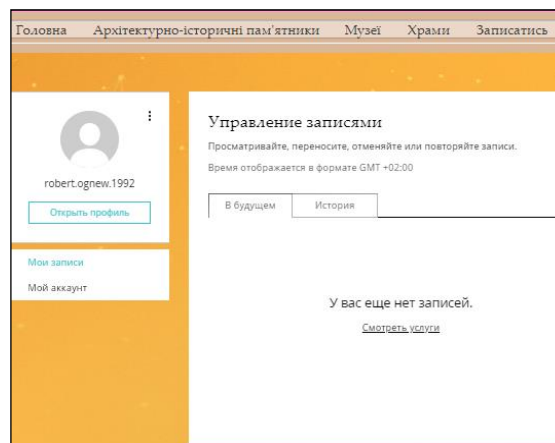 Головна Архітектурно-історичні пам'ятники Музеї Храми Записатись
robert.ognew.1992
Открыть профиль
Мои записи
Мой аккаунт
Управление записями
Просматривайте, переносите, отменяйте или повторяйте записи.
Время отображается в формате GMT +02:00
В будущем История
У вас еще нет записей.
Смотреть услуги